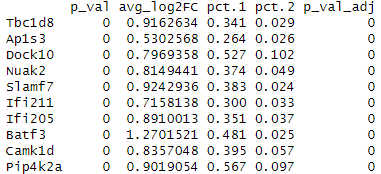 p_val avg_log2FC pct.1 pct.2 p_val_adj
Tbc1d8 0 0.9162634 0.341 0.029 0
Ap1s3 0 0.5302568 0.264 0.026 0
Dock10 0 0.7969358 0.527 0.102 0
Nuak2 0 0.8149441 0.374 0.049 0
Slamf7 0 0.9242936 0.383 0.024 0
Ifi211 0 0.7158138 0.300 0.033 0
Ifi205 0 0.8910013 0.351 0.037 0
Batf3 0 1.2701521 0.481 0.025 0
Camk1d 0 0.8357048 0.395 0.057 0
Pip4k2a 0 0.9019054 0.567 0.097 0